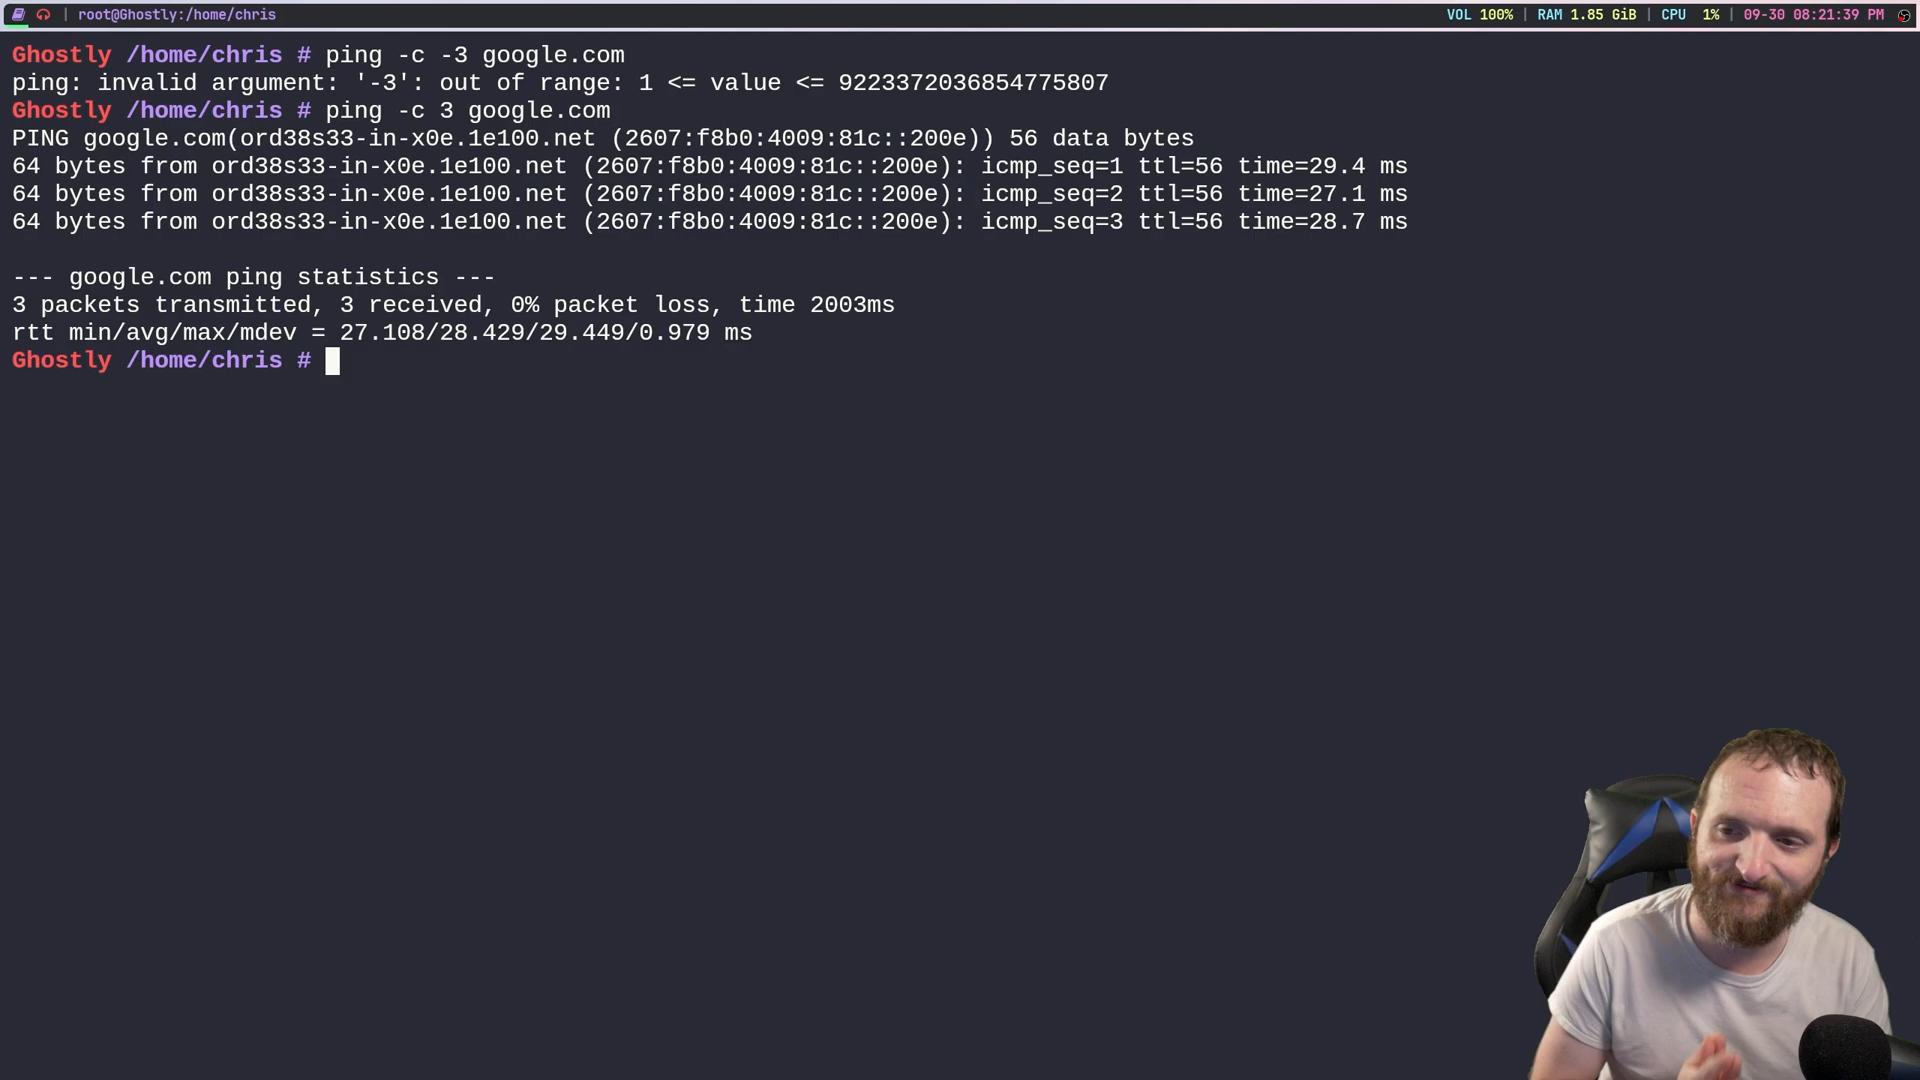 root@Ghostly:/home/chris
VOL 100% | RAM 1.85 GiB | CPU 1% | 09-30 08:21:39 PM
Ghostly /home/chris # ping -c -3 google.com
ping: invalid argument: '-3': out of range: 1 <= value <= 9223372036854775807
Ghostly /home/chris # ping -c 3 google.com
PING google.com(ord38s33-in-x0e.1e100.net (2607:f8b0:4009:81c::200e)) 56 data bytes
64 bytes from ord38s33-in-x0e.1e100.net (2607:f8b0:4009:81c::200e): icmp_seq=1 ttl=56 time=29.4 ms
64 bytes from ord38s33-in-x0e.1e100.net (2607:f8b0:4009:81c::200e): icmp_seq=2 ttl=56 time=27.1 ms
64 bytes from ord38s33-in-x0e.1e100.net (2607:f8b0:4009:81c::200e): icmp_seq=3 ttl=56 time=28.7 ms
--- google.com ping statistics ---
3 packets transmitted, 3 received, 0% packet loss, time 2003ms
rtt min/avg/max/mdev = 27.108/28.429/29.449/0.979 ms
Ghostly /home/chris #